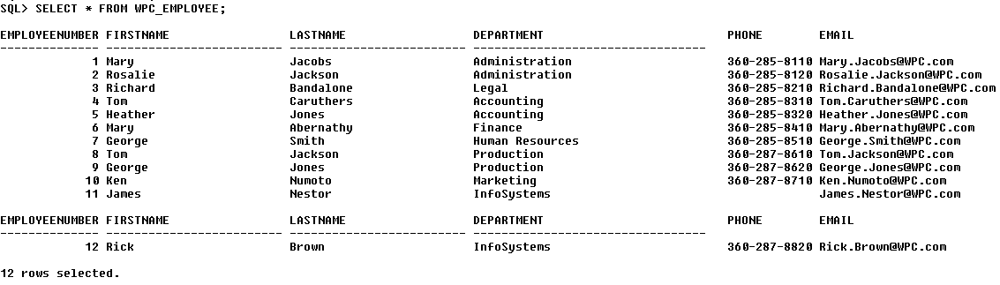 SQL> SELECT * FROM WPC_EMPLOYEE;
EMPLOYEENUMBER FIRSTNAME LASTNAME DEPARTMENT PHONE EMAIL
1 Mary Jacobs Administration 360-285-8110 Mary.Jacobs@WPC.com
2 Rosalie Jackson Administration 360-285-8120 Rosalie.Jackson@WPC.com
3 Richard Bandalone Legal 360-285-8210 Richard.Bandalone@WPC.com
4 Tom Caruthers Accounting 360-285-8310 Tom.Caruthers@WPC.com
5 Heather Jones Accounting 360-285-8320 Heather.Jones@WPC.com
6 Mary Abernathy Finance 360-285-8410 Mary.Abernathy@WPC.com
7 George Smith Human Resources 360-285-8510 George.Smith@WPC.com
8 Tom Jackson Production 360-287-8610 Tom.Jackson@WPC.com
9 George Jones Production 360-287-8620 George.Jones@WPC.com
10 Ken Numoto Marketing 360-287-8710 Ken.Numoto@WPC.com
11 James Nestor InfoSystems James.Nestor@WPC.com
EMPLOYEENUMBER FIRSTNAME LASTNAME DEPARTMENT PHONE EMAIL
12 Rick Brown InfoSystems 360-287-8820 Rick.Brown@WPC.com
12 rows selected.